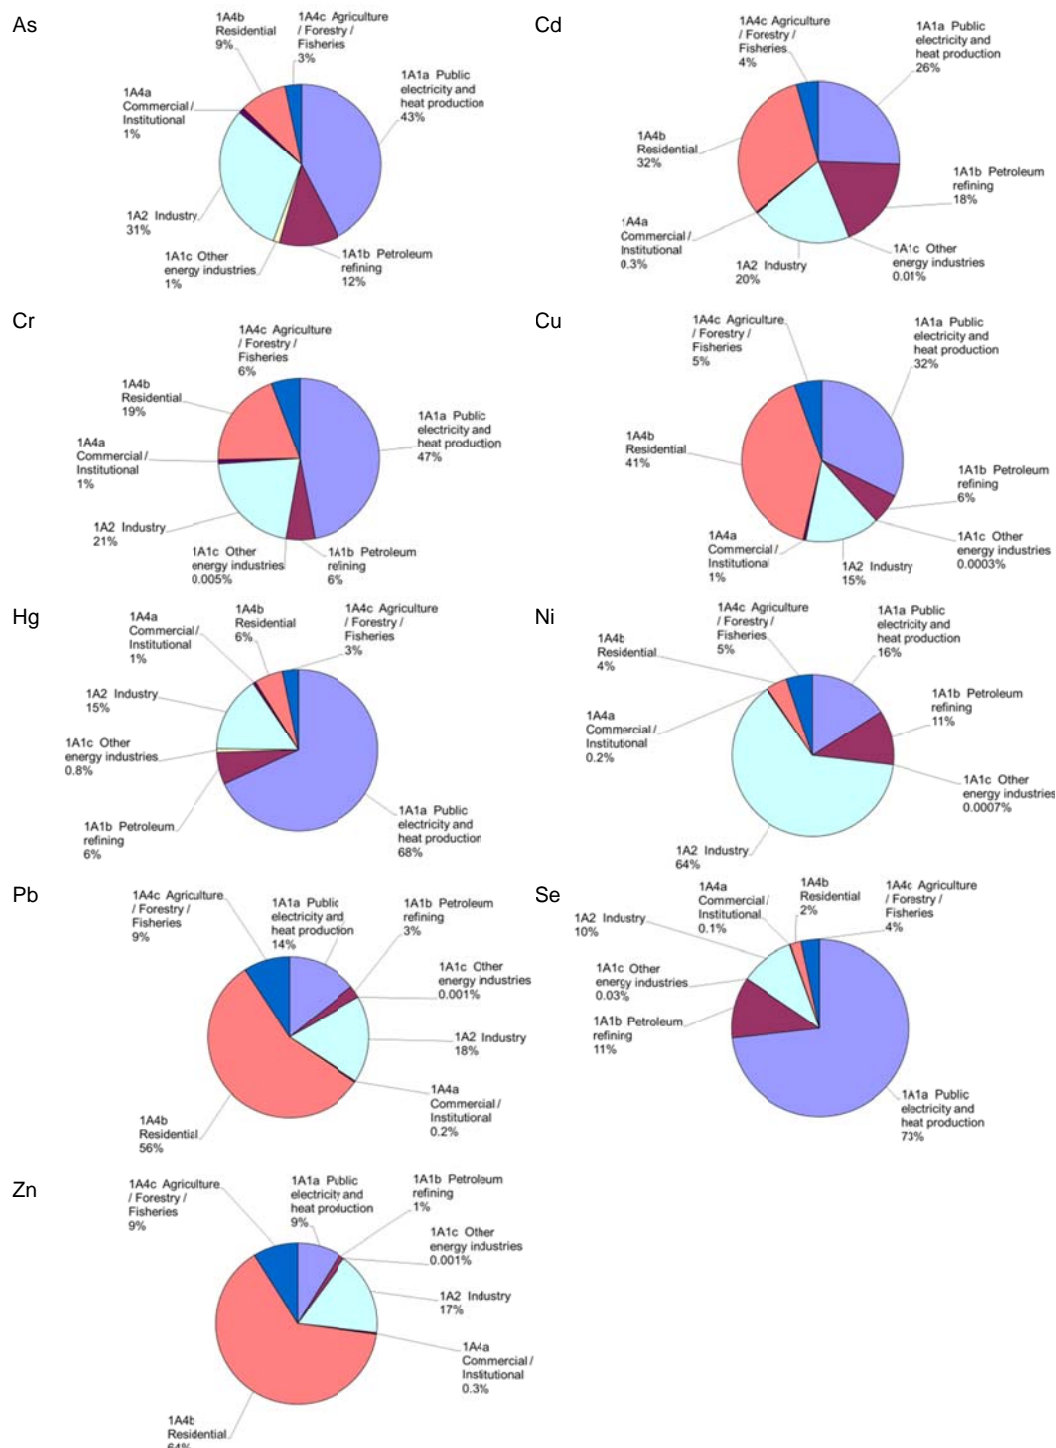 As
1A4b
Residential
9%
1A4c Agriculture
/ Forestry /
Fisheries
3%
1A1a Public
electricity and
heat production
43%
1A4a
Commercial /
Institutional
1%
1A2 Industry
31%
1A1c Other
energy industries
1%
1A1b Petroleum
refining
12%
Cd
1A4c Agriculture
/ Forestry /
Fisheries
4%
1A1a Public
electricity and
heat production
26%
1A4b
Residential
32%
1A1b Petroleum
refining
18%
1A4a
Commercial /
Institutional
0.3%
1A2 Industry
20%
1A1c Other
energy industries
0.01%
Cr
1A4c Agriculture
/ Forestry /
Fisheries
6%
1A4b
Residential
19%
1A1a Public
electricity and
heat production
47%
1A4a
Commercial /
Institutional
1%
1A2 Industry
21%
1A1c Other
energy industries
0.005%
1A1b Petroleum
refining
6%
Cu
1A4c Agriculture
/ Forestry /
Fisheries
5%
1A1a Public
electricity and
heat production
32%
1A4b
Residential
41%
1A1b Petroleum
refining
6%
1A4a
Commercial /
Institutional
1%
1A2 Industry
15%
1A1c Other
energy industries
0.0003%
Hg
1A4a
Commercial /
Institutional
1%
1A4b
Residential
6%
1A4c Agriculture
/ Forestry /
Fisheries
3%
1A2 Industry
15%
1A1c Other
energy industries
0.8%
1A1b Petroleum
refining
6%
1A1a Public
electricity and
heat production
68%
Ni
1A4c Agriculture
/ Forestry /
Fisheries
5%
1A1a Public
electricity and
heat production
16%
1A4b
Residential
4%
1A1b Petroleum
refining
11%
1A4a
Commercial /
Institutional
0.2%
1A1c Other
energy industries
0.0007%
1A2 Industry
64%
Pb
1A4c Agriculture
/ Forestry /
Fisheries
9%
1A1a Public
electricity and
heat production
14%
1A1b Petroleum
refining
3%
1A1c Other
energy industries
0.001%
1A2 Industry
18%
1A4a
Commercial /
Institutional
0.2%
1A4b
Residential
56%
Se
1A4a
Commercial /
Institutional
0.1%
1A4b
Residential
2%
1A4c Agriculture
/ Forestry /
Fisheries
4%
1A2 Industry
10%
1A1c Other
energy industries
0.03%
1A1b Petroleum
refining
11%
1A1a Public
electricity and
heat production
73%
Zn
1A4c Agriculture
/ Forestry /
Fisheries
9%
1A1a Public
electricity and
heat production
9%
1A1b Petroleum
refining
1%
1A1c Other
energy industries
0.001%
1A2 Industry
17%
1A4a
Commercial /
Institutional
0.3%
1A4b
Residential
64%